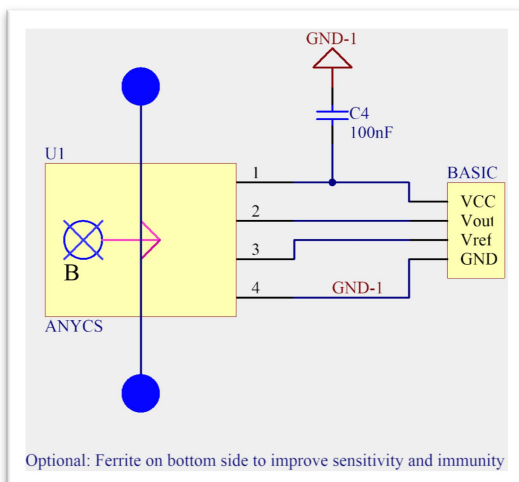 GND-1
C4
100nF
U1
1
BASIC
VCC
2
Vout
Vref
3
GND
B
4
GND-1
ANYCS
Optional: Ferrite on bottom side to improve sensitivity and immunity